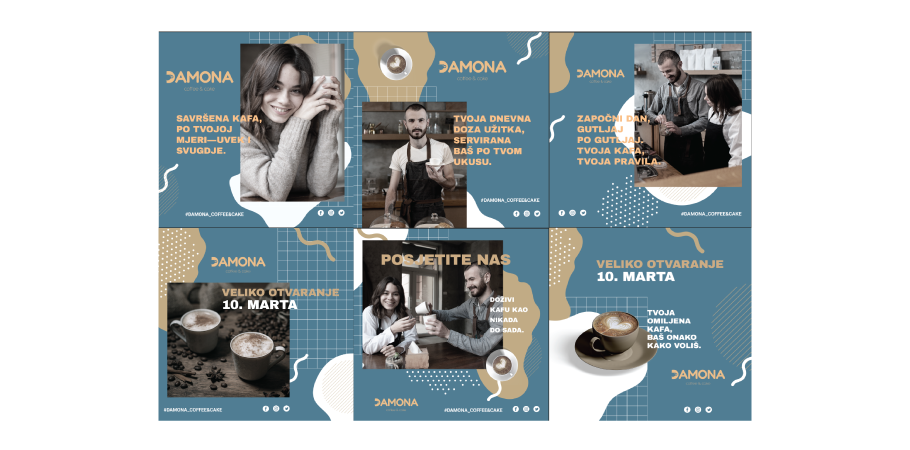 DAMONA
coffee & cake
SAVRŠENA KAFA,
PO TVOJOJ
MJERI—UVEK I
SVUGDJE.
#DAMONA_COFFEE&CAKE
DAMONA
coffee & cake
TVOJA DNEVNA
DOZA UŽITKA,
SERVIRANA
BAŠ PO TVOM
UKUSU.
#DAMONA_COFFEE&CAKE
DAMONA
coffee & cake
ZAPOČNI DAN,
GUTLJAJ
PO GUTLJAJ.
TVOJA KAFA,
TVOJA PRAVILA.
#DAMONA_COFFEE&CAKE
DAMONA
coffee & cake
VELIKO OTVARANJE
10. MARTA
#DAMONA_COFFEE&CAKE
POSJETITE NAS
DOŽIVI
KAFU KAO
NIKADA
DO SADA.
DAMONA
coffee & cake
#DAMONA_COFFEE&CAKE
VELIKO OTVARANJE
10. MARTA
TVOJA
OMILJENA
KAFA,
BAŠ ONAKO
KAKO VOLIŠ.
DAMONA
coffee & cake